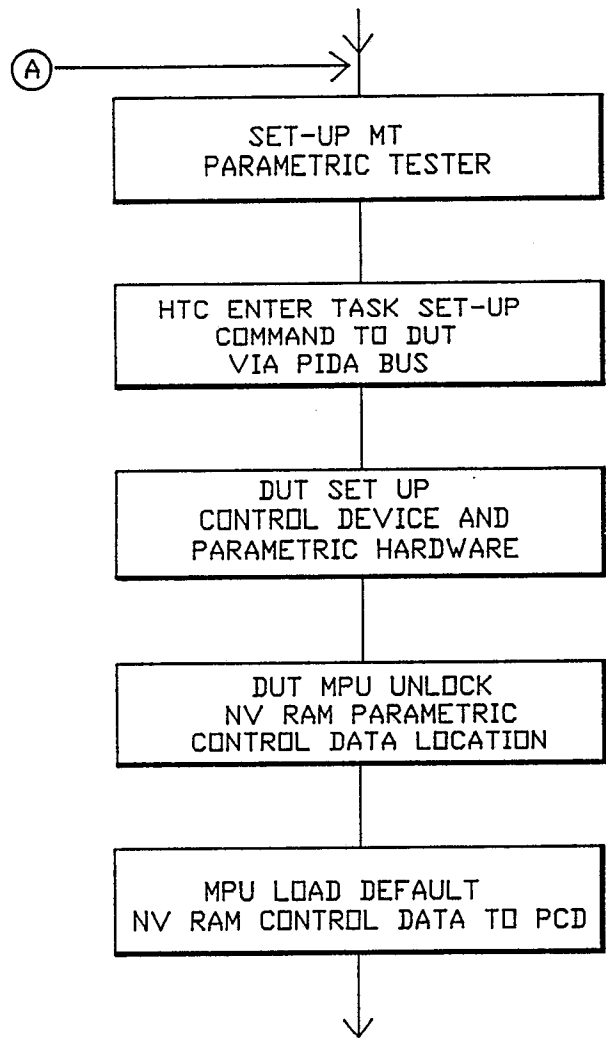 A
SET-UP MT
PARAMETRIC TESTER
HTC ENTER TASK SET-UP
COMMAND TO DUT
VIA PIDA BUS
DUT SET UP
CONTROL DEVICE AND
PARAMETRIC HARDWARE
DUT MPU UNLOCK
NV RAM PARAMETRIC
CONTROL DATA LOCATION
MPU LOAD DEFAULT
NV RAM CONTROL DATA TO PCD